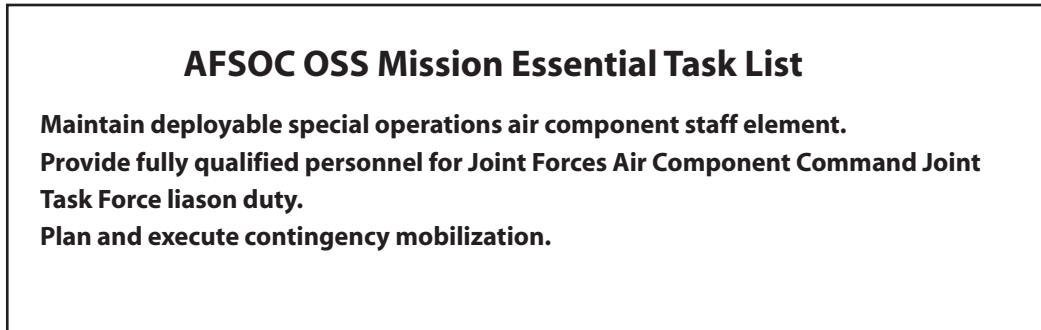 AFSOC OSS Mission Essential Task List
Maintain deployable special operations air component staff element.
Provide fully qualified personnel for Joint Forces Air Component Command Joint
Task Force liason duty.
Plan and execute contingency mobilization.